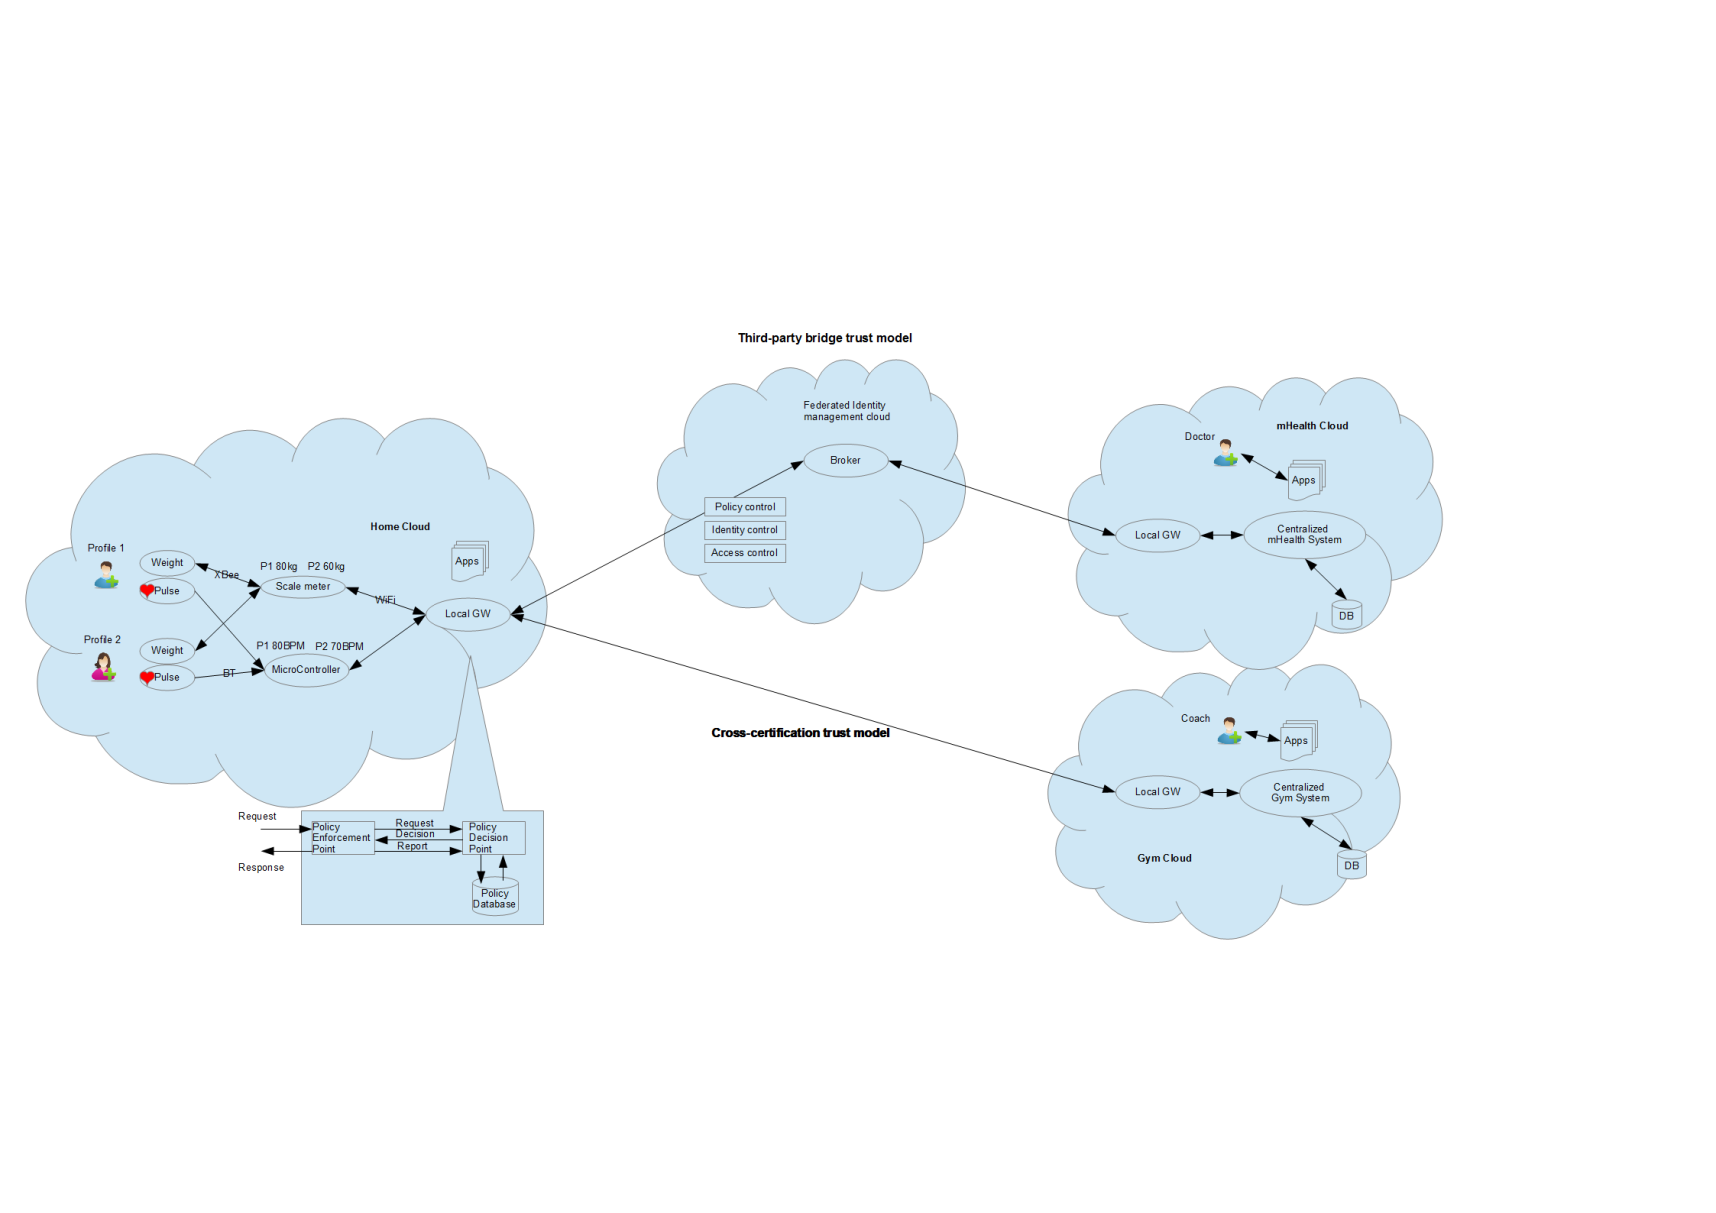 Third-party bridge trust model
Federated Identity
management cloud
Broker
Policy control
Identity control
Access control
Home Cloud
Profile 1
Weight
Pulse
XBee
P1 80kg P2 60kg
Scale meter
WiFi
Apps
Local GW
Profile 2
Weight
Pulse
BT
P1 80BPM P2 70BPM
MicroController
mHealth Cloud
Doctor
Apps
Local GW
Centralized
mHealth System
DB
Cross-certification trust model
Coach
Apps
Local GW
Centralized
Gym System
Gym Cloud
DB
Request
Response
Policy
Enforcement
Point
Request
Decision
Report
Policy
Decision
Point
Policy
Database